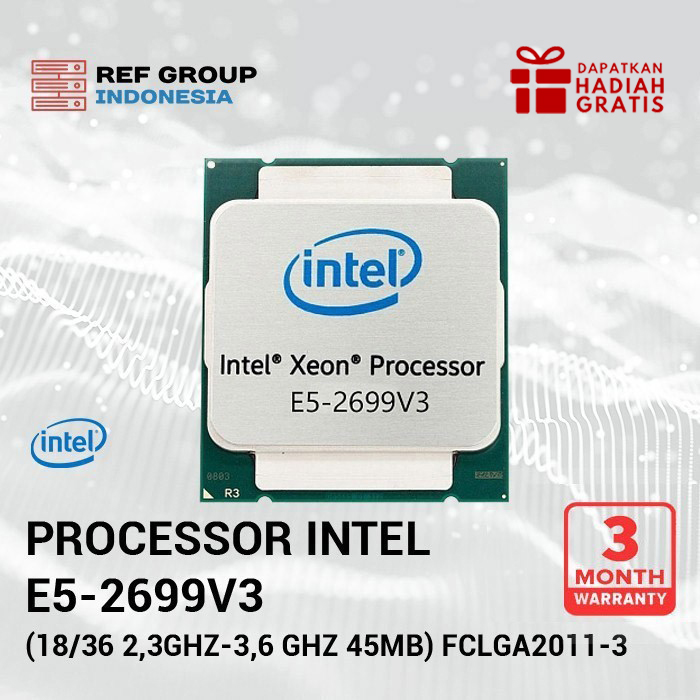 REF GROUP
INDONESIA
DAPATKAN
HADIAH
GRATIS
intel®
Intel® Xeon® Processor
E5-2699V3
intel
0803
R3
PROCESSOR INTEL
E5-2699V3
(18/36 2,3GHZ-3,6 GHZ 45MB) FCLGA2011-3
3
MONTH
WARRANTY